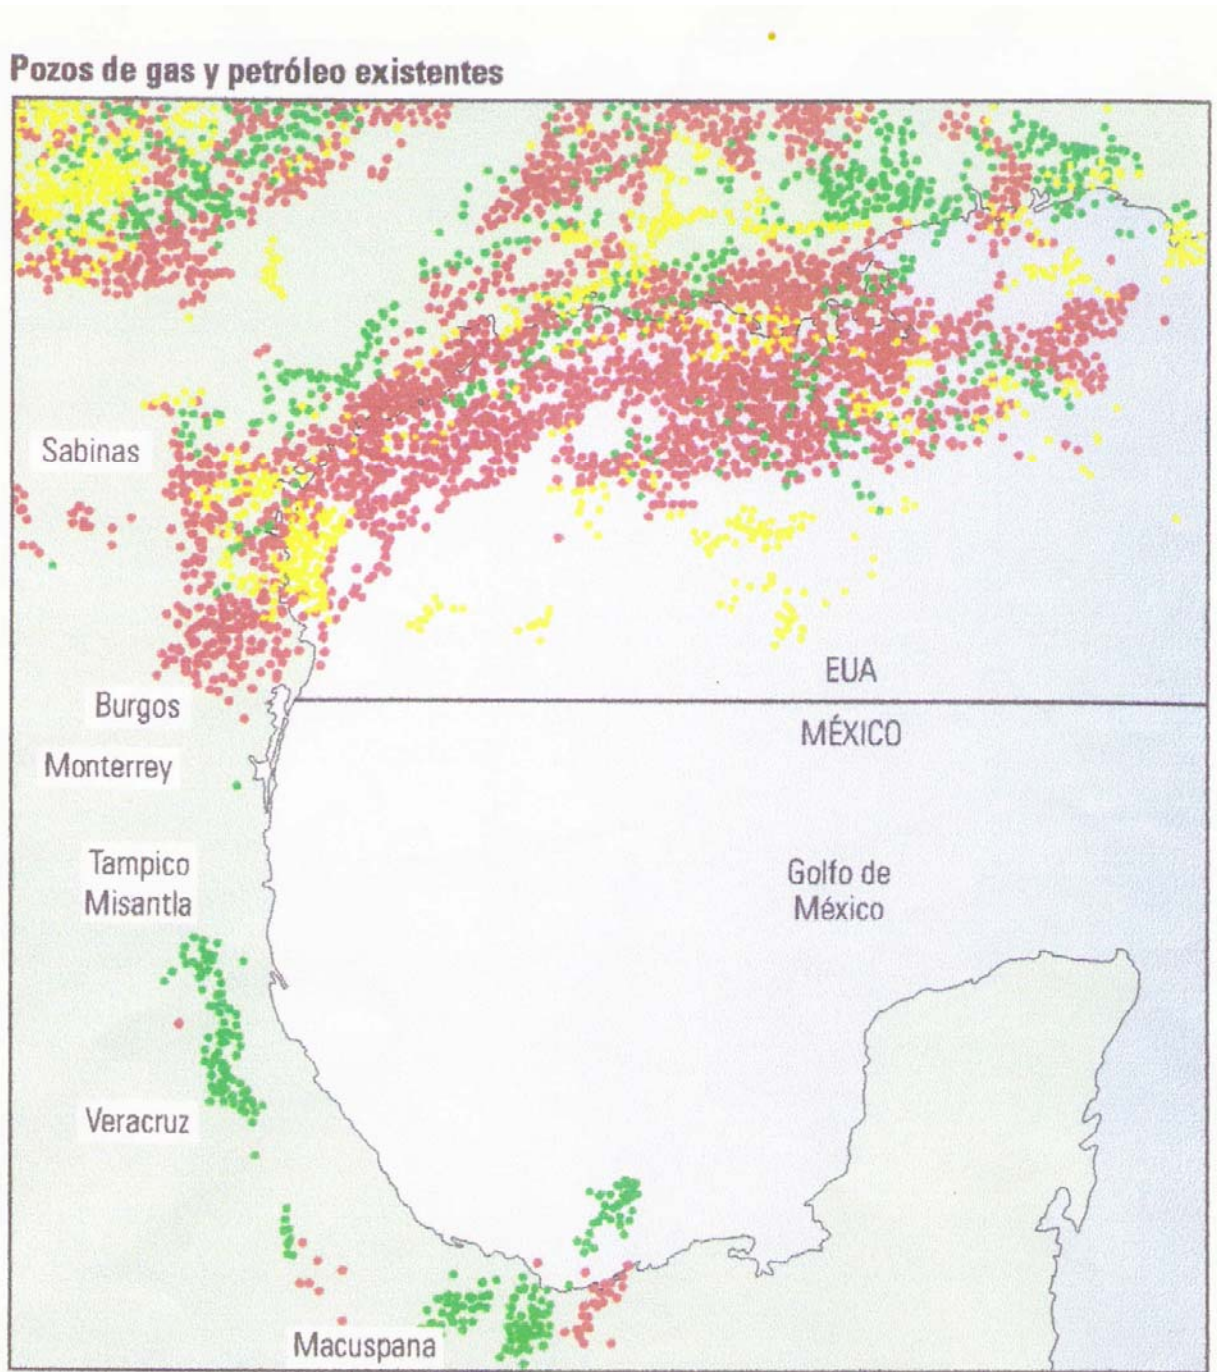 Pozos de gas y petróleo existentes
Sabinas
EUA
Burgos
MÉXICO
Monterrey
Tampico
Misantla
Golfo de
México
Veracruz
Macuspana